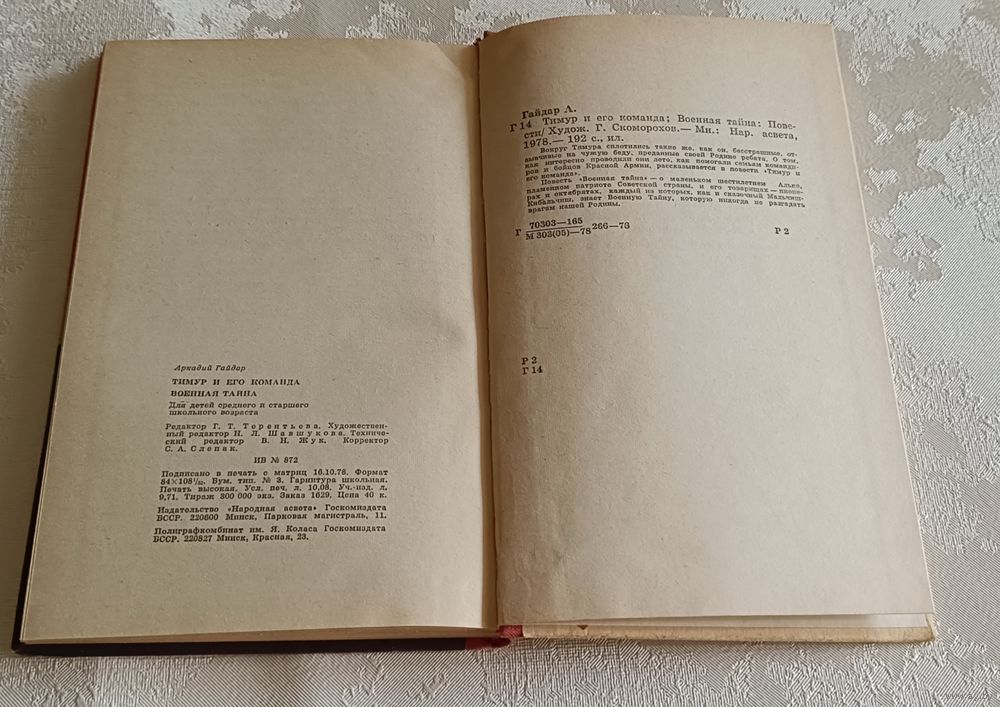 Аркадий Гайдар
ТИМУР И ЕГО КОМАНДА
ВОЕННАЯ ТАЙНА
Для детей среднего и старшего
школьного возраста
Редактор Г. Т. Терентьева. Художествен-
ный редактор Н. Л. Шавшукова. Техниче-
ский редактор В. Н. Жук. Корректор
С. А. Слепак.
ИБ № 872
Подписано в печать с матриц 16.10.78. Формат
84×108¹/₃₂. Бум. тип. № 3. Гарнитура школьная.
Печать высокая. Усл. печ. л. 10,08. Уч.-изд. л.
9,71. Тираж 300 000 экз. Заказ 1629. Цена 40 к.
Издательство «Народная асвета» Госкомиздата
БССР. 220600 Минск, Парковая магистраль, 11.
Полиграфкомбинат им. Я. Коласа Госкомиздата
БССР. 220827 Минск, Красная, 23.
Гайдар А.
Г 14 Тимур и его команда; Военная тайна: Пове-
сти/ Худож. Г. Скоморохов.— Мн.: Нар. асвета,
1978.— 192 с., ил.
Вокруг Тимура сплотились такие же, как он, бесстрашные, от-
зывчивые на чужую беду, преданные своей Родине ребята. О том,
как интересно проводили они лето, как помогали семьям команди-
ров и бойцов Красной Армии, рассказывается в повести «Тимур и
его команда».
Повесть «Военная тайна» — о маленьком шестилетнем Альке,
пламенном патриоте Советской страны, и его товарищах — пионе-
рах и октябрятах, каждый из которых, как и сказочный Мальчиш-
Кибальчиш, знает Военную Тайну, которую никогда не разгадать
врагам нашей Родины.
70303—165
Г М 303(05)—78 266—78 Р 2
Р 2
Г 14